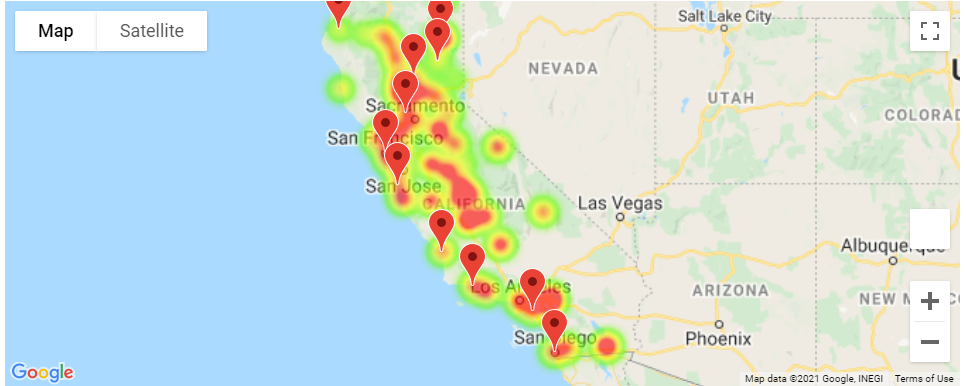 Map
Satellite
Salt Lake City
NEVADA
UTAH
COLORAD
Sacramento
San Francisco
San Jose
CALIFORNIA
Las Vegas
Albuquerque
Los Angeles
ARIZONA
NEW MEXICO
San Diego
Phoenix
Google
Map data ©2021 Google, INEGI
Terms of Use